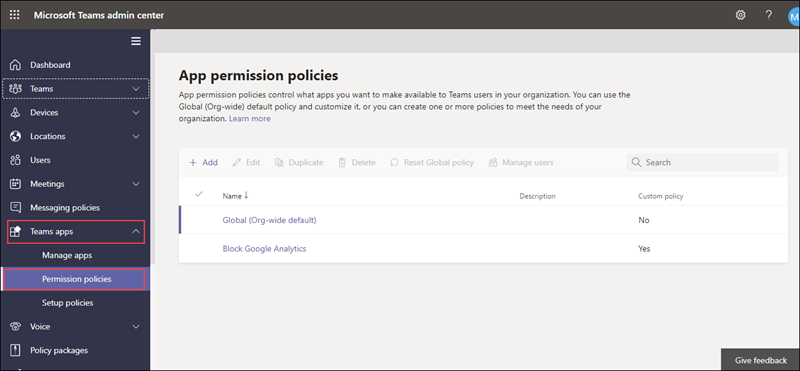 Microsoft Teams admin center
?
M
Dashboard
Teams
Devices
Locations
Users
Meetings
Messaging policies
Teams apps
Manage apps
Permission policies
Setup policies
Voice
Policy packages
App permission policies
App permission policies control what apps you want to make available to Teams users in your organization. You can use the
Global (Org-wide) default policy and customize it, or you can create one or more policies to meet the needs of your
organization. Learn more
+ Add Edit Duplicate Delete Reset Global policy Manage users Search
Name ↓ Description Custom policy
Global (Org-wide default) No
Block Google Analytics Yes
Give feedback